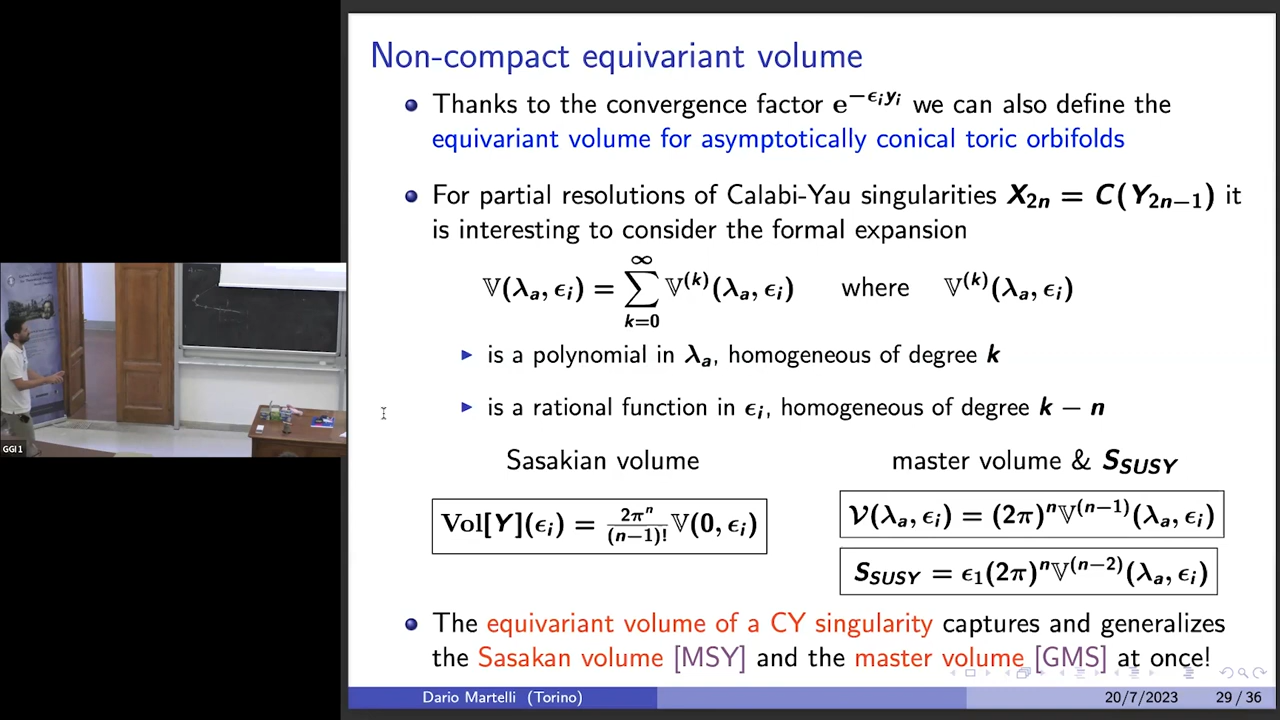 Non-compact equivariant volume
Thanks to the convergence factor e^{−ϵ_i y_i} we can also define the
equivariant volume for asymptotically conical toric orbifolds
For partial resolutions of Calabi-Yau singularities X_{2n} = C(Y_{2n−1}) it
is interesting to consider the formal expansion
𝕍(λ_a, ϵ_i) = ∑_{k=0}^{∞} 𝕍^{(k)}(λ_a, ϵ_i) where 𝕍^{(k)}(λ_a, ϵ_i)
is a polynomial in λ_a, homogeneous of degree k
is a rational function in ϵ_i, homogeneous of degree k − n
Sasakian volume
Vol[Y](ϵ_i) = \frac{2π^n}{(n−1)!} 𝕍(0, ϵ_i)
master volume & S_{SUSY}
𝒱(λ_a, ϵ_i) = (2π)^n 𝕍^{(n−1)}(λ_a, ϵ_i)
S_{SUSY} = ϵ_1(2π)^n 𝕍^{(n−2)}(λ_a, ϵ_i)
The equivariant volume of a CY singularity captures and generalizes
the Sasakan volume [MSY] and the master volume [GMS] at once!
Dario Martelli (Torino) 20/7/2023 29 / 36
GGI 1